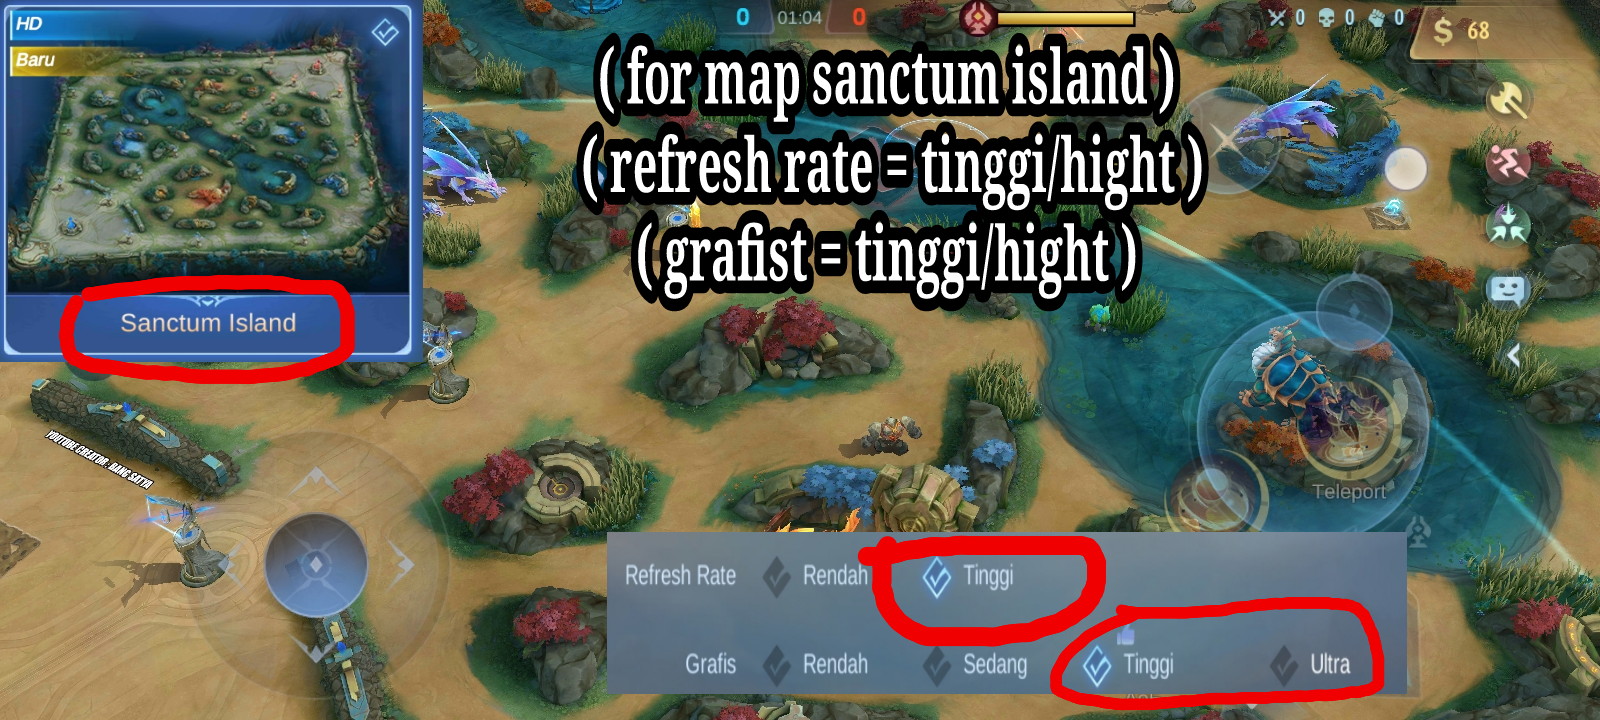 HD
Baru
Sanctum Island
0 01:04 0
0 0 0
$ 68
( for map sanctum island )
( refresh rate = tinggi/hight )
( grafist = tinggi/hight )
YOUTUBE CREATOR: BANG SATYA
Teleport
Refresh Rate Rendah Tinggi
Grafis Rendah Sedang Tinggi Ultra